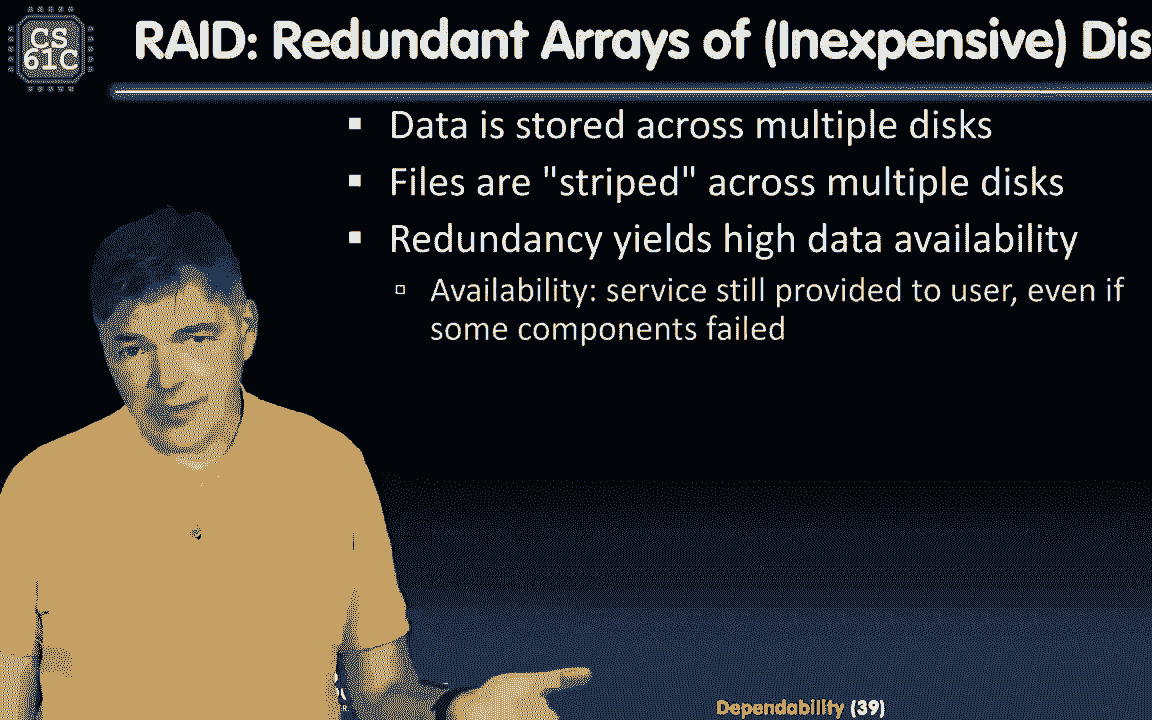 CS
61C
RAID: Redundant Arrays of (Inexpensive) Dis
▪ Data is stored across multiple disks
▪ Files are "striped" across multiple disks
▪ Redundancy yields high data availability
▫ Availability: service still provided to user, even if
some components failed
Dependability (39)